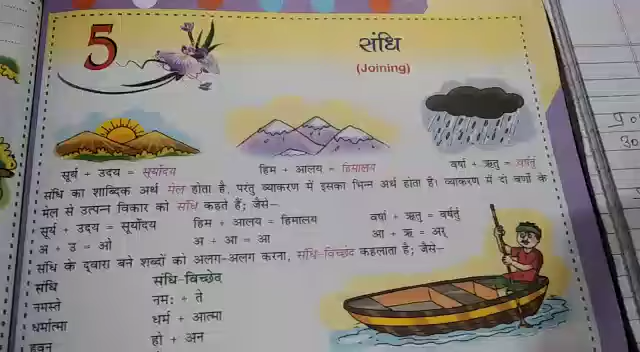 5
संधि
(Joining)
सूर्य + उदय = सूर्योदय
हिम + आलय = हिमालय
वर्षा + ऋतु = वर्षर्तु
संधि का शाब्दिक अर्थ मेल होता है, परंतु व्याकरण में इसका भिन्न अर्थ होता है। व्याकरण में दो वर्णों के
मेल से उत्पन्न विकार को संधि कहते हैं; जैसे–
सूर्य + उदय = सूर्योदय हिम + आलय = हिमालय वर्षा + ऋतु = वर्षर्तु
अ + उ = ओ अ + आ = आ आ + ऋ = अर्
संधि के द्वारा बने शब्दों को अलग-अलग करना, संधि-विच्छेद कहलाता है; जैसे–
संधि संधि-विच्छेद
नमस्ते नमः + ते
धर्मात्मा धर्म + आत्मा
हवन हो + अन